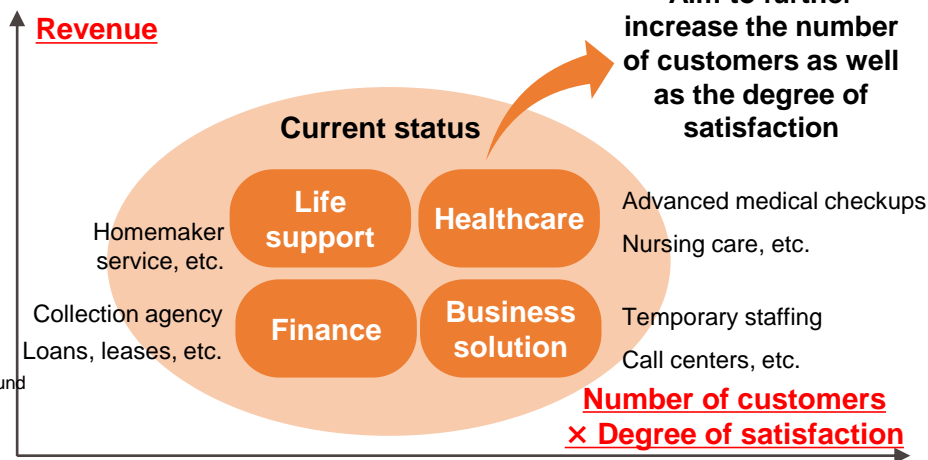 Revenue
increase the number
of customers as well
as the degree of
satisfaction
Current status
Life
support
Healthcare
Homemaker
service, etc.
Advanced medical checkups
Nursing care, etc.
Finance
Business
solution
Collection agency
Loans, leases, etc.
Temporary staffing
Call centers, etc.
Number of customers
× Degree of satisfaction